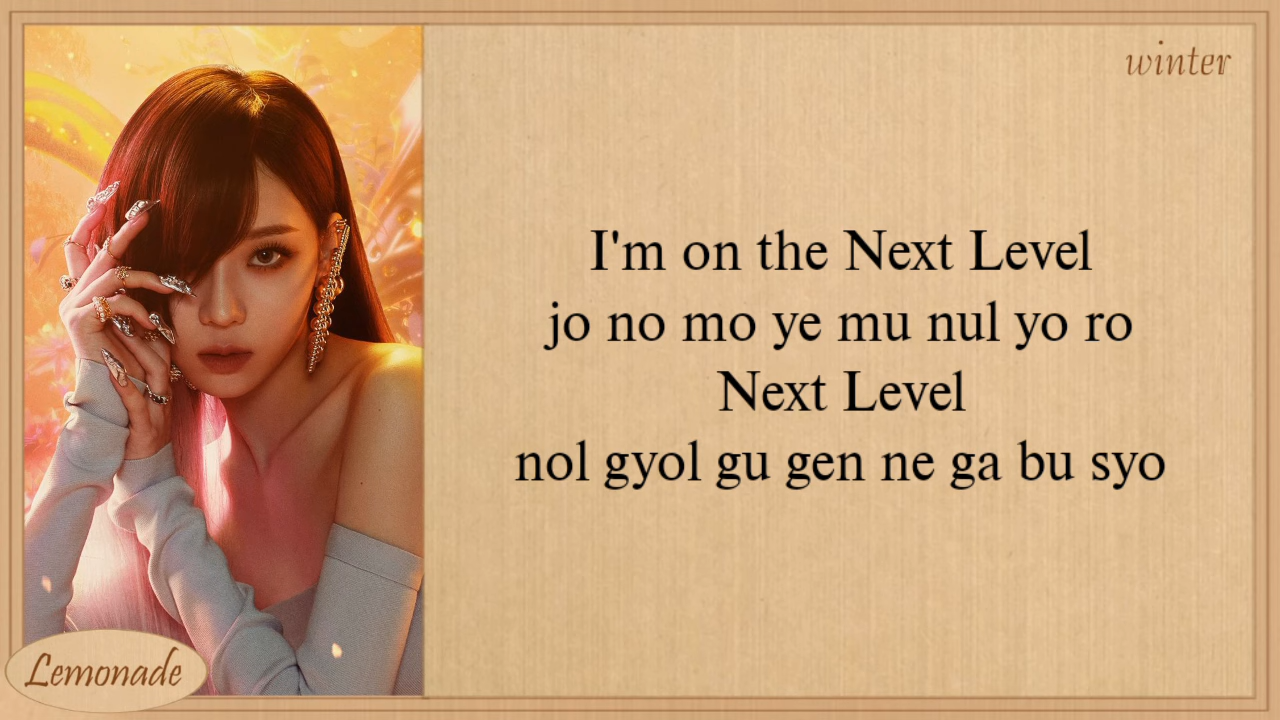 winter
I'm on the Next Level
jo no mo ye mu nul yo ro
Next Level
nol gyol gu gen ne ga bu syo
Lemonade